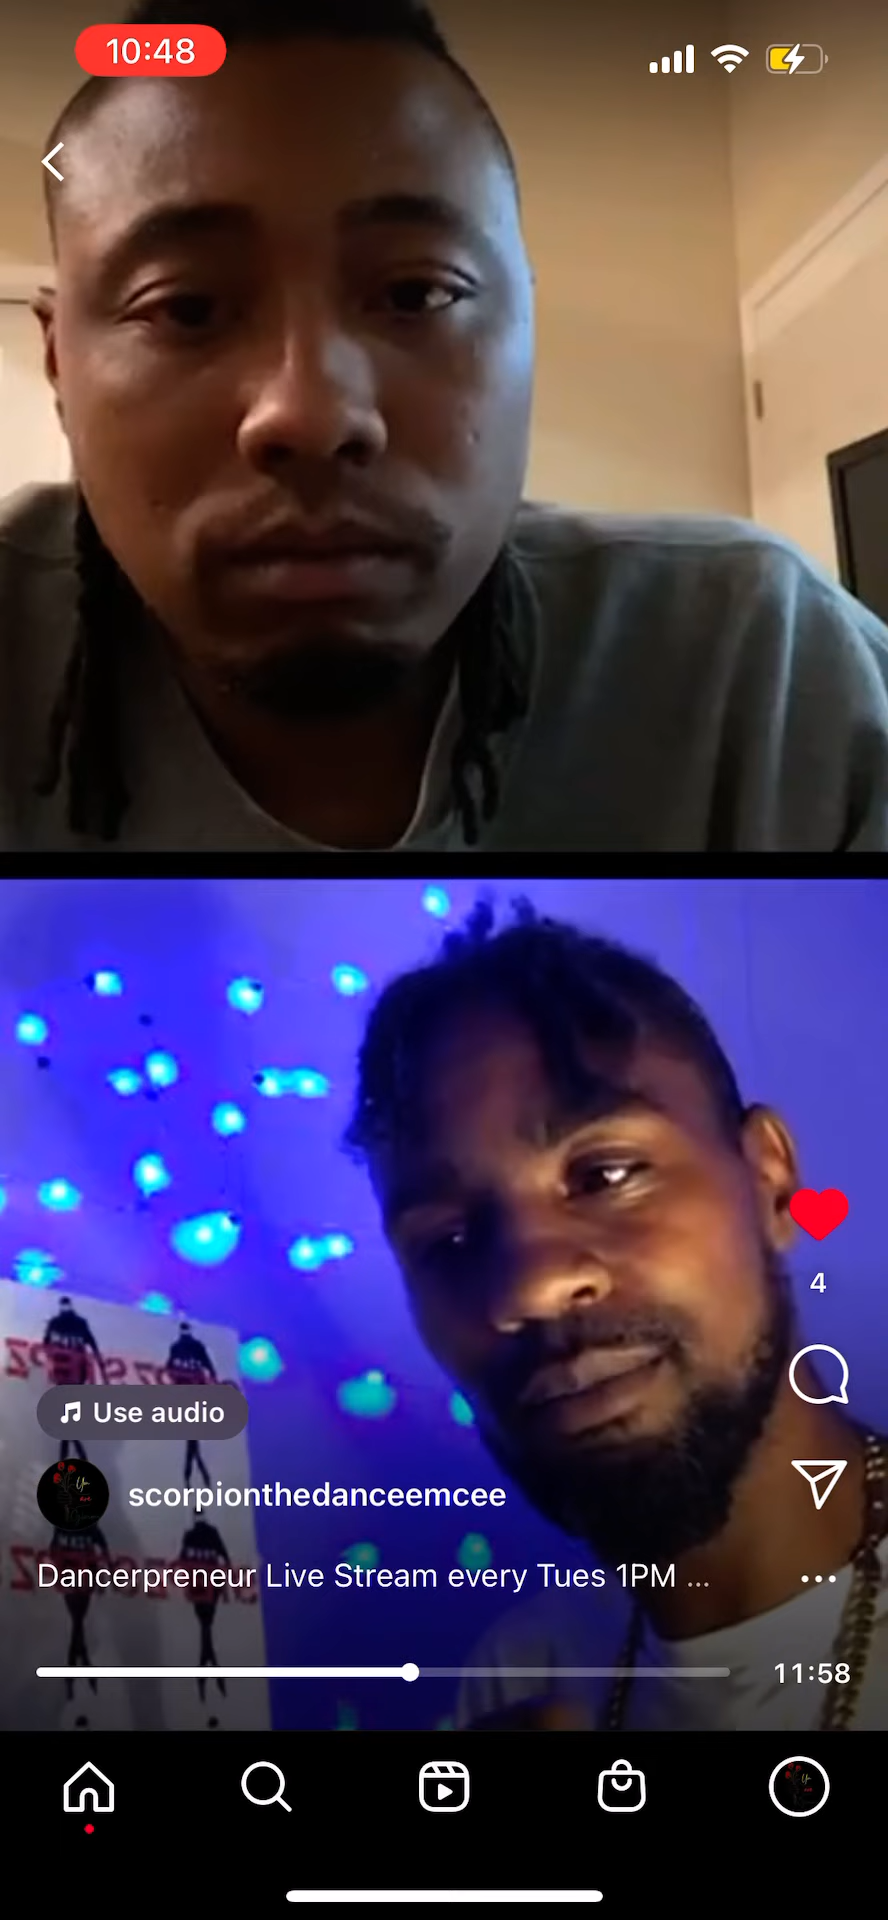 10:48
4
Use audio
scorpionthedanceemcee
Dancerpreneur Live Stream every Tues 1PM ...
11:58